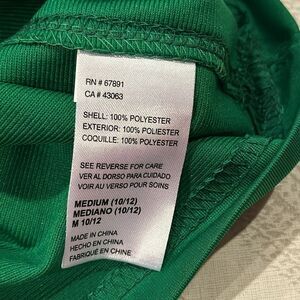 RN # 67891
CA # 43063
SHELL: 100% POLYESTER
EXTERIOR: 100% POLIESTER
COQUILLE: 100% POLYESTER
SEE REVERSE FOR CARE
VER AL DORSO PARA CUIDADO
VOIR AU VERSO POUR SOINS
MEDIUM (10/12)
MEDIANO (10/12)
M 10/12
MADE IN CHINA
HECHO EN CHINA
FABRIQUÉ EN CHINE